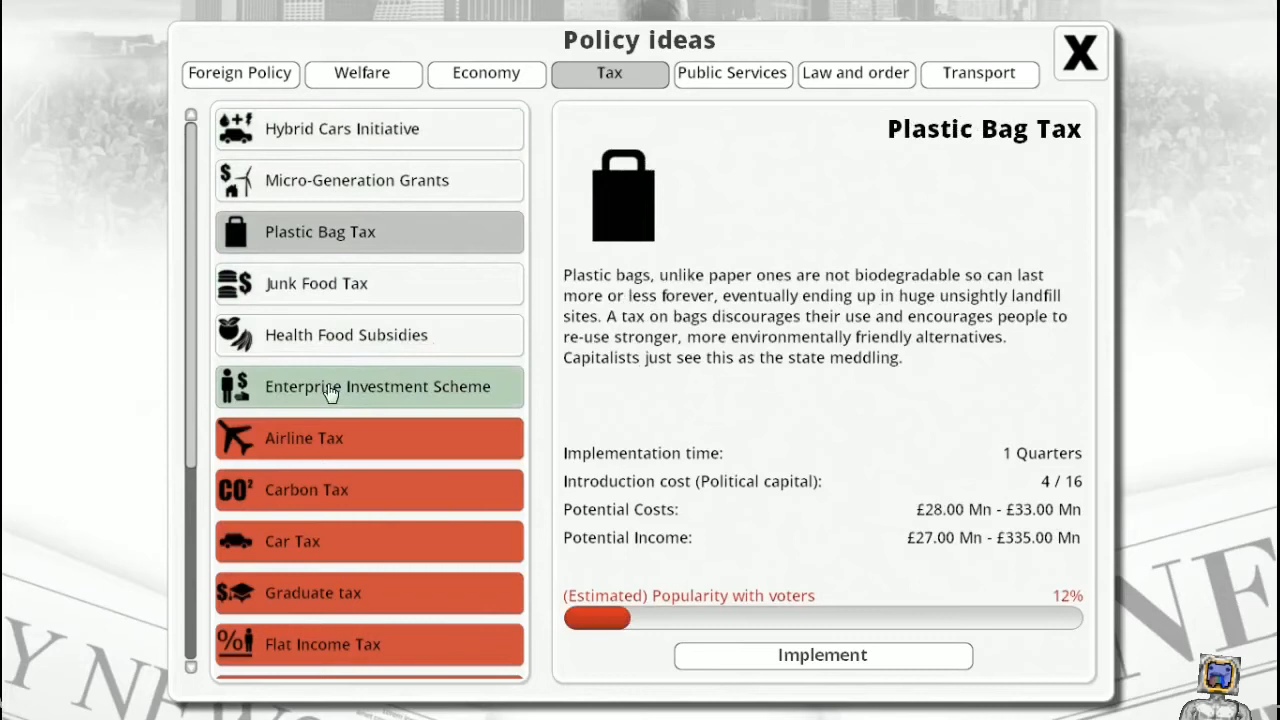 Policy ideas
X
Foreign Policy
Welfare
Economy
Tax
Public Services
Law and order
Transport
Hybrid Cars Initiative
Micro-Generation Grants
Plastic Bag Tax
Junk Food Tax
Health Food Subsidies
Enterprise Investment Scheme
Airline Tax
CO²
Carbon Tax
Car Tax
Graduate tax
Flat Income Tax
Plastic Bag Tax
Plastic bags, unlike paper ones are not biodegradable so can last
more or less forever, eventually ending up in huge unsightly landfill
sites. A tax on bags discourages their use and encourages people to
re-use stronger, more environmentally friendly alternatives.
Capitalists just see this as the state meddling.
Implementation time: 1 Quarters
Introduction cost (Political capital): 4 / 16
Potential Costs: £28.00 Mn - £33.00 Mn
Potential Income: £27.00 Mn - £335.00 Mn
(Estimated) Popularity with voters 12%
Implement
Y NEW
NE